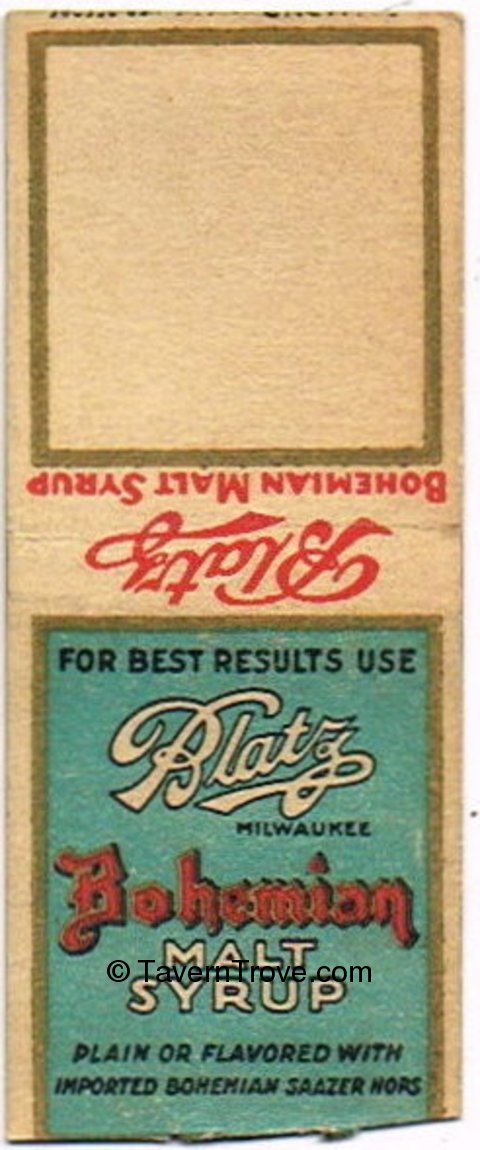 Bohemian Malt Syrup
Blatz
FOR BEST RESULTS USE
Blatz
MILWAUKEE
Bohemian
MALT
© TavernTrove.com
SYRUP
PLAIN OR FLAVORED WITH
IMPORTED BOHEMIAN SAAZER HOPS